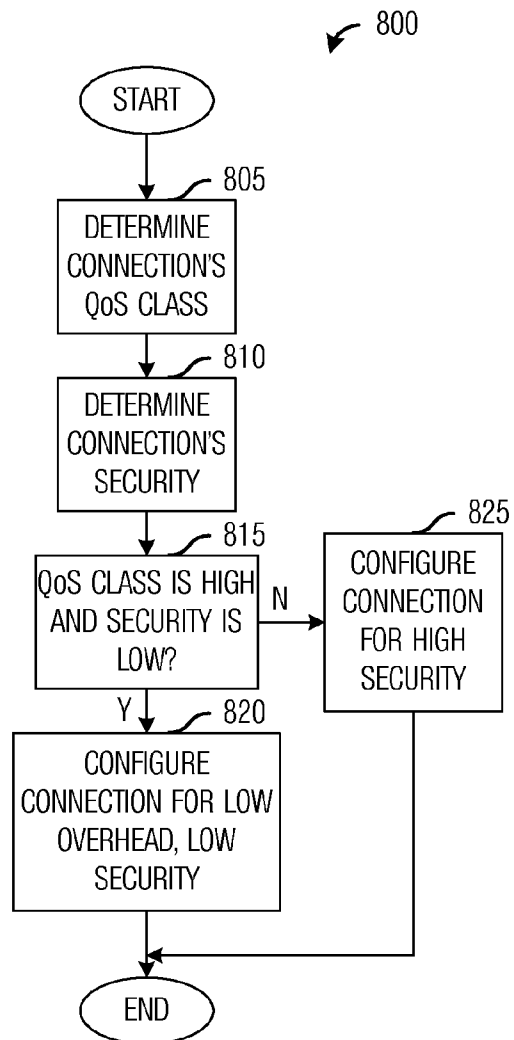 800
START
805
DETERMINE
CONNECTION'S
QoS CLASS
810
DETERMINE
CONNECTION'S
SECURITY
815
QoS CLASS IS HIGH
AND SECURITY IS
LOW?
N
825
CONFIGURE
CONNECTION
FOR HIGH
SECURITY
Y
820
CONFIGURE
CONNECTION FOR LOW
OVERHEAD, LOW
SECURITY
END